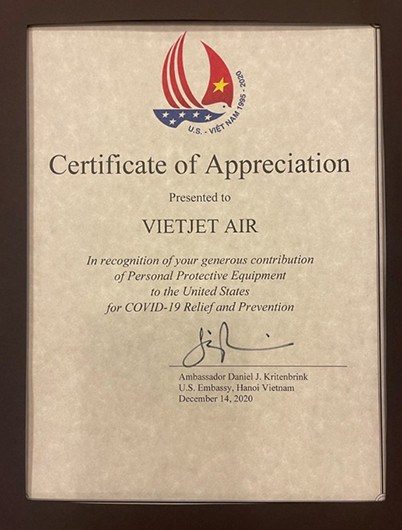 U.S. - VIỆT NAM 1995 - 2020
Certificate of Appreciation
Presented to
VIETJET AIR
In recognition of your generous contribution
of Personal Protective Equipment
to the United States
for COVID-19 Relief and Prevention
Ambassador Daniel J. Kritenbrink
U.S. Embassy, Hanoi Vietnam
December 14, 2020